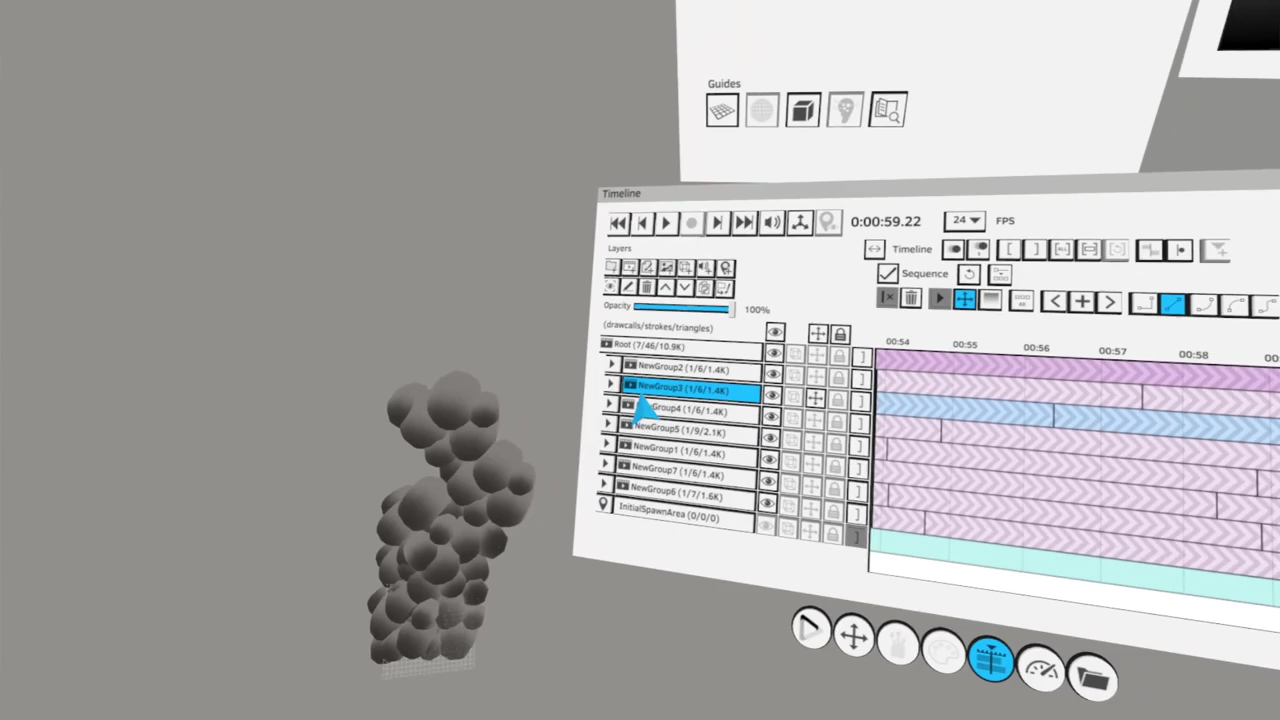 Guides
Timeline
0:00:59.22
24
FPS
Layers
Timeline
Sequence
Opacity
100%
(drawcalls/strokes/triangles)
00:54
00:55
00:56
00:57
00:58
Root (7/46/10.9K)
NewGroup2 (1/6/1.4K)
NewGroup3 (1/6/1.4K)
Group4 (1/6/1.4K)
NewGroup5 (1/9/2.1K)
NewGroup1 (1/6/1.4K)
NewGroup7 (1/6/1.4K)
NewGroup6 (1/7/1.6K)
InitialSpawnArea (0/0/0)